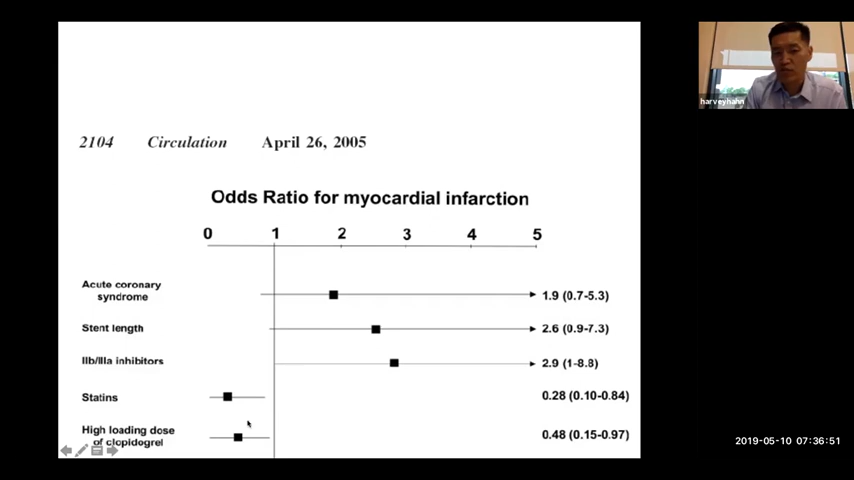 harveyhahn
2104 Circulation April 26, 2005
Odds Ratio for myocardial infarction
0 1 2 3 4 5
Acute coronary
syndrome
1.9 (0.7-5.3)
Stent length
2.6 (0.9-7.3)
IIb/IIIa inhibitors
2.9 (1-8.8)
Statins
0.28 (0.10-0.84)
High loading dose
of clopidogrel
0.48 (0.15-0.97)
2019-05-10 07:36:51